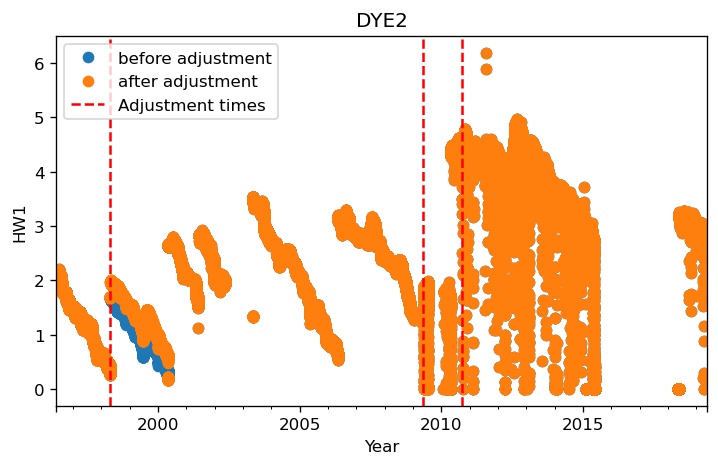 DYE2
before adjustment
after adjustment
Adjustment times
HW1
6
5
4
3
2
1
0
2000
2005
2010
2015
Year